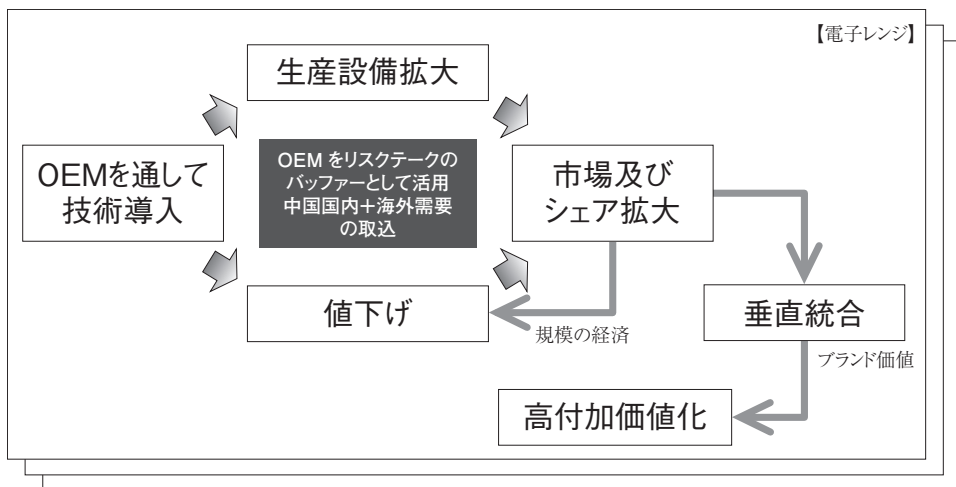 【電子レンジ】
生産設備拡大
OEMを通して
技術導入
OEM をリスクテークの
バッファーとして活用
中国国内＋海外需要
の取込
市場及び
シェア拡大
値下げ
規模の経済
垂直統合
ブランド価値
高付加価値化